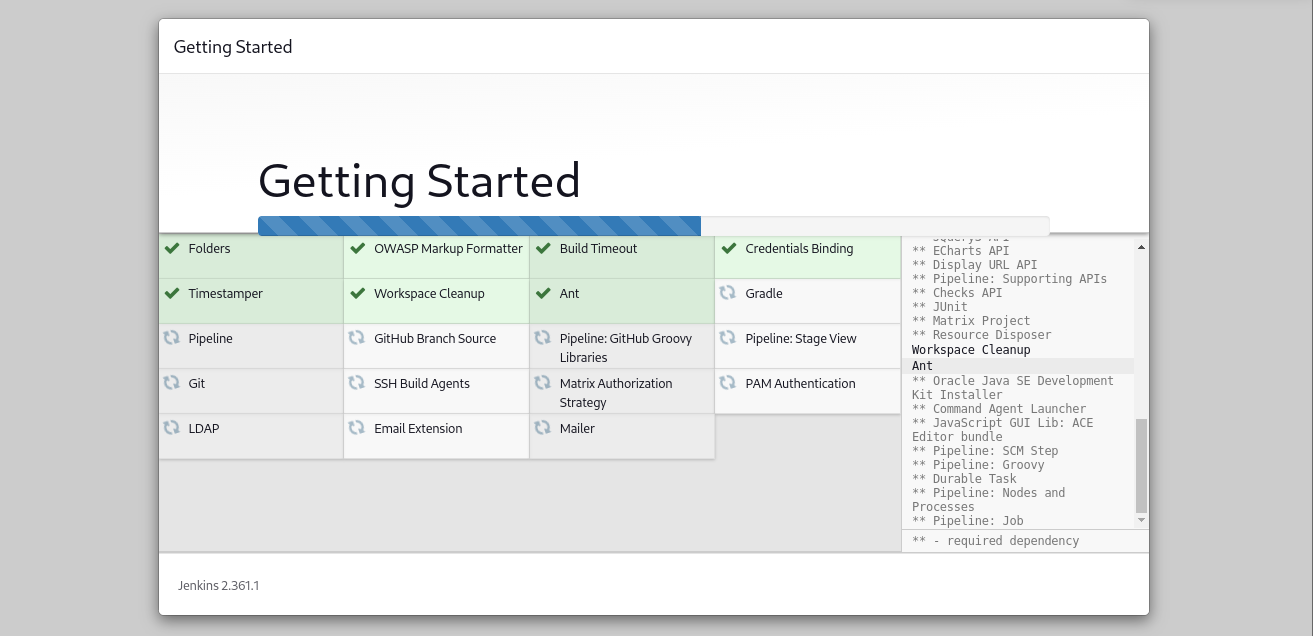 Getting Started
Getting Started
Folders
OWASP Markup Formatter
Build Timeout
Credentials Binding
Timestamper
Workspace Cleanup
Ant
Gradle
Pipeline
GitHub Branch Source
Pipeline: GitHub Groovy
Libraries
Pipeline: Stage View
Git
SSH Build Agents
Matrix Authorization
Strategy
PAM Authentication
LDAP
Email Extension
Mailer
** ECharts API
** Display URL API
** Pipeline: Supporting APIs
** Checks API
** JUnit
** Matrix Project
** Resource Disposer
Workspace Cleanup
Ant
** Oracle Java SE Development
Kit Installer
** Command Agent Launcher
** JavaScript GUI Lib: ACE
Editor bundle
** Pipeline: SCM Step
** Pipeline: Groovy
** Durable Task
** Pipeline: Nodes and
Processes
** Pipeline: Job
** - required dependency
Jenkins 2.361.1